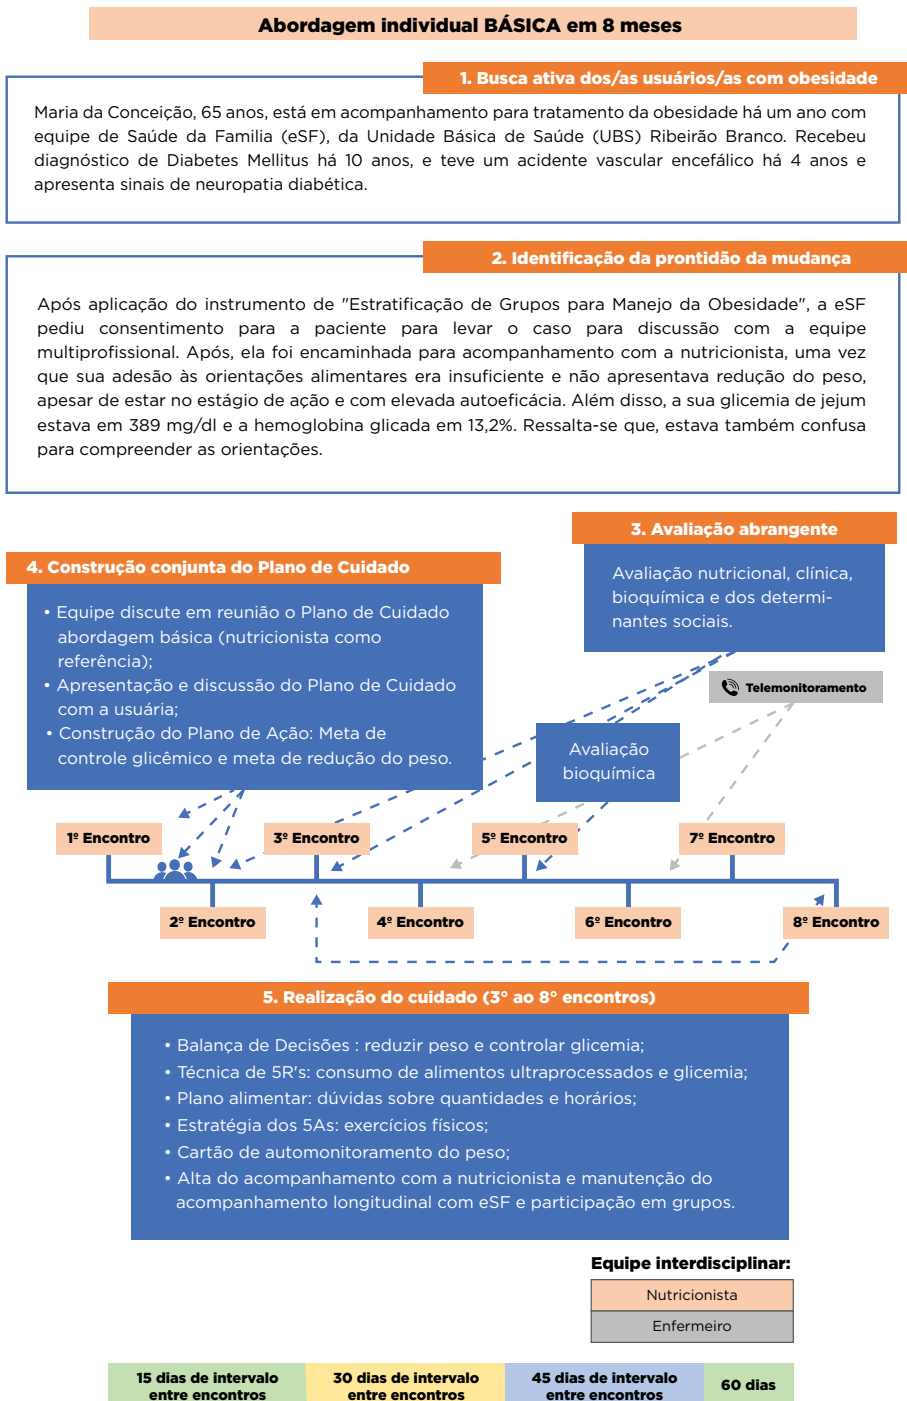 Abordagem individual BÁSICA em 8 meses
1. Busca ativa dos/as usuários/as com obesidade
Maria da Conceição, 65 anos, está em acompanhamento para tratamento da obesidade há um ano com
equipe de Saúde da Familia (eSF), da Unidade Básica de Saúde (UBS) Ribeirão Branco. Recebeu
diagnóstico de Diabetes Mellitus há 10 anos, e teve um acidente vascular encefálico há 4 anos e
apresenta sinais de neuropatia diabética.
2. Identificação da prontidão da mudança
Após aplicação do instrumento de "Estratificação de Grupos para Manejo da Obesidade", a eSF
pediu consentimento para a paciente para levar o caso para discussão com a equipe
multiprofissional. Após, ela foi encaminhada para acompanhamento com a nutricionista, uma vez
que sua adesão às orientações alimentares era insuficiente e não apresentava redução do peso,
apesar de estar no estágio de ação e com elevada autoeficácia. Além disso, a sua glicemia de jejum
estava em 389 mg/dl e a hemoglobina glicada em 13,2%. Ressalta-se que, estava também confusa
para compreender as orientações.
3. Avaliação abrangente
Avaliação nutricional, clínica,
bioquímica e dos determi-
nantes sociais.
4. Construção conjunta do Plano de Cuidado
• Equipe discute em reunião o Plano de Cuidado
abordagem básica (nutricionista como
referência);
• Apresentação e discussão do Plano de Cuidado
com a usuária;
• Construção do Plano de Ação: Meta de
controle glicêmico e meta de redução do peso.
Telemonitoramento
Avaliação
bioquímica
1º Encontro
3º Encontro
5º Encontro
7º Encontro
2º Encontro
4º Encontro
6º Encontro
8º Encontro
5. Realização do cuidado (3° ao 8° encontros)
• Balança de Decisões : reduzir peso e controlar glicemia;
• Técnica de 5R's: consumo de alimentos ultraprocessados e glicemia;
• Plano alimentar: dúvidas sobre quantidades e horários;
• Estratégia dos 5As: exercícios físicos;
• Cartão de automonitoramento do peso;
• Alta do acompanhamento com a nutricionista e manutenção do
acompanhamento longitudinal com eSF e participação em grupos.
Equipe interdisciplinar:
Nutricionista
Enfermeiro
15 dias de intervalo
entre encontros
30 dias de intervalo
entre encontros
45 dias de intervalo
entre encontros
60 dias